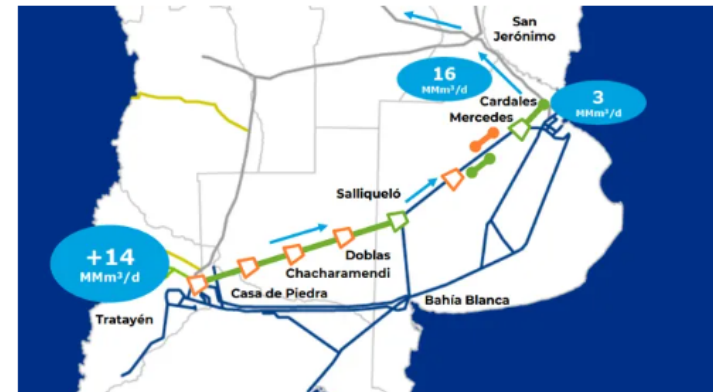 San
Jerónimo
16
MMm³/d
Cardales
3
MMm³/d
Mercedes
Salliqueló
+14
MMm³/d
Doblas
Chacharamendi
Casa de Piedra
Bahía Blanca
Tratayén